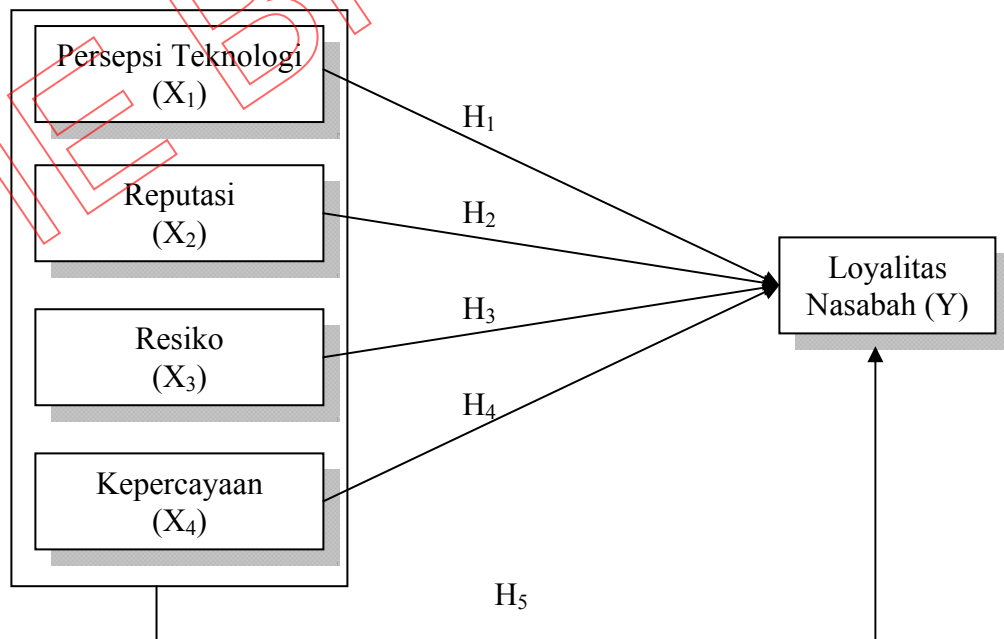 Persepsi Teknologi
(X₁)
H₁
Reputasi
(X₂)
H₂
Loyalitas
Nasabah (Y)
Resiko
(X₃)
H₃
H₄
Kepercayaan
(X₄)
H₅